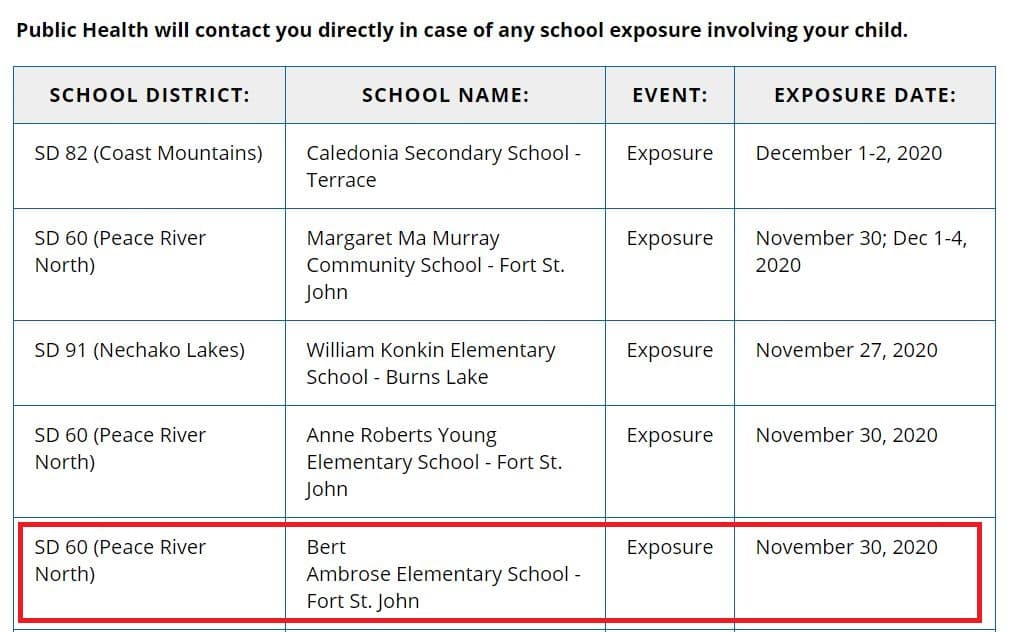 Public Health will contact you directly in case of any school exposure involving your child.
SCHOOL DISTRICT: SCHOOL NAME: EVENT: EXPOSURE DATE:
SD 82 (Coast Mountains) Caledonia Secondary School - Exposure December 1-2, 2020
Terrace
SD 60 (Peace River Margaret Ma Murray Exposure November 30; Dec 1-4,
North) Community School - Fort St. 2020
John
SD 91 (Nechako Lakes) William Konkin Elementary Exposure November 27, 2020
School - Burns Lake
SD 60 (Peace River Anne Roberts Young Exposure November 30, 2020
North) Elementary School - Fort St.
John
SD 60 (Peace River Bert Exposure November 30, 2020
North) Ambrose Elementary School -
Fort St. John